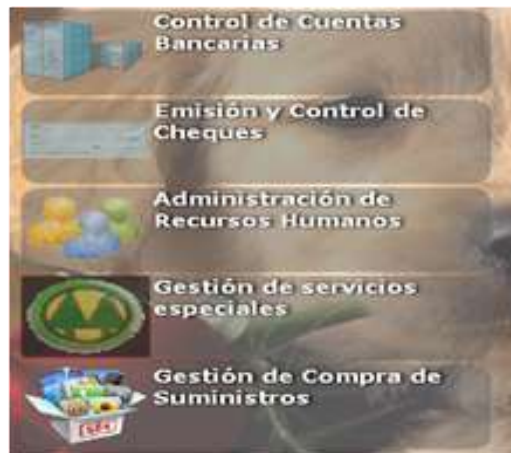 Control de Cuentas
Bancarias
Emisión y Control de
Cheques
Administración de
Recursos Humanos
Gestión de servicios
especiales
Gestión de Compra de
Suministros